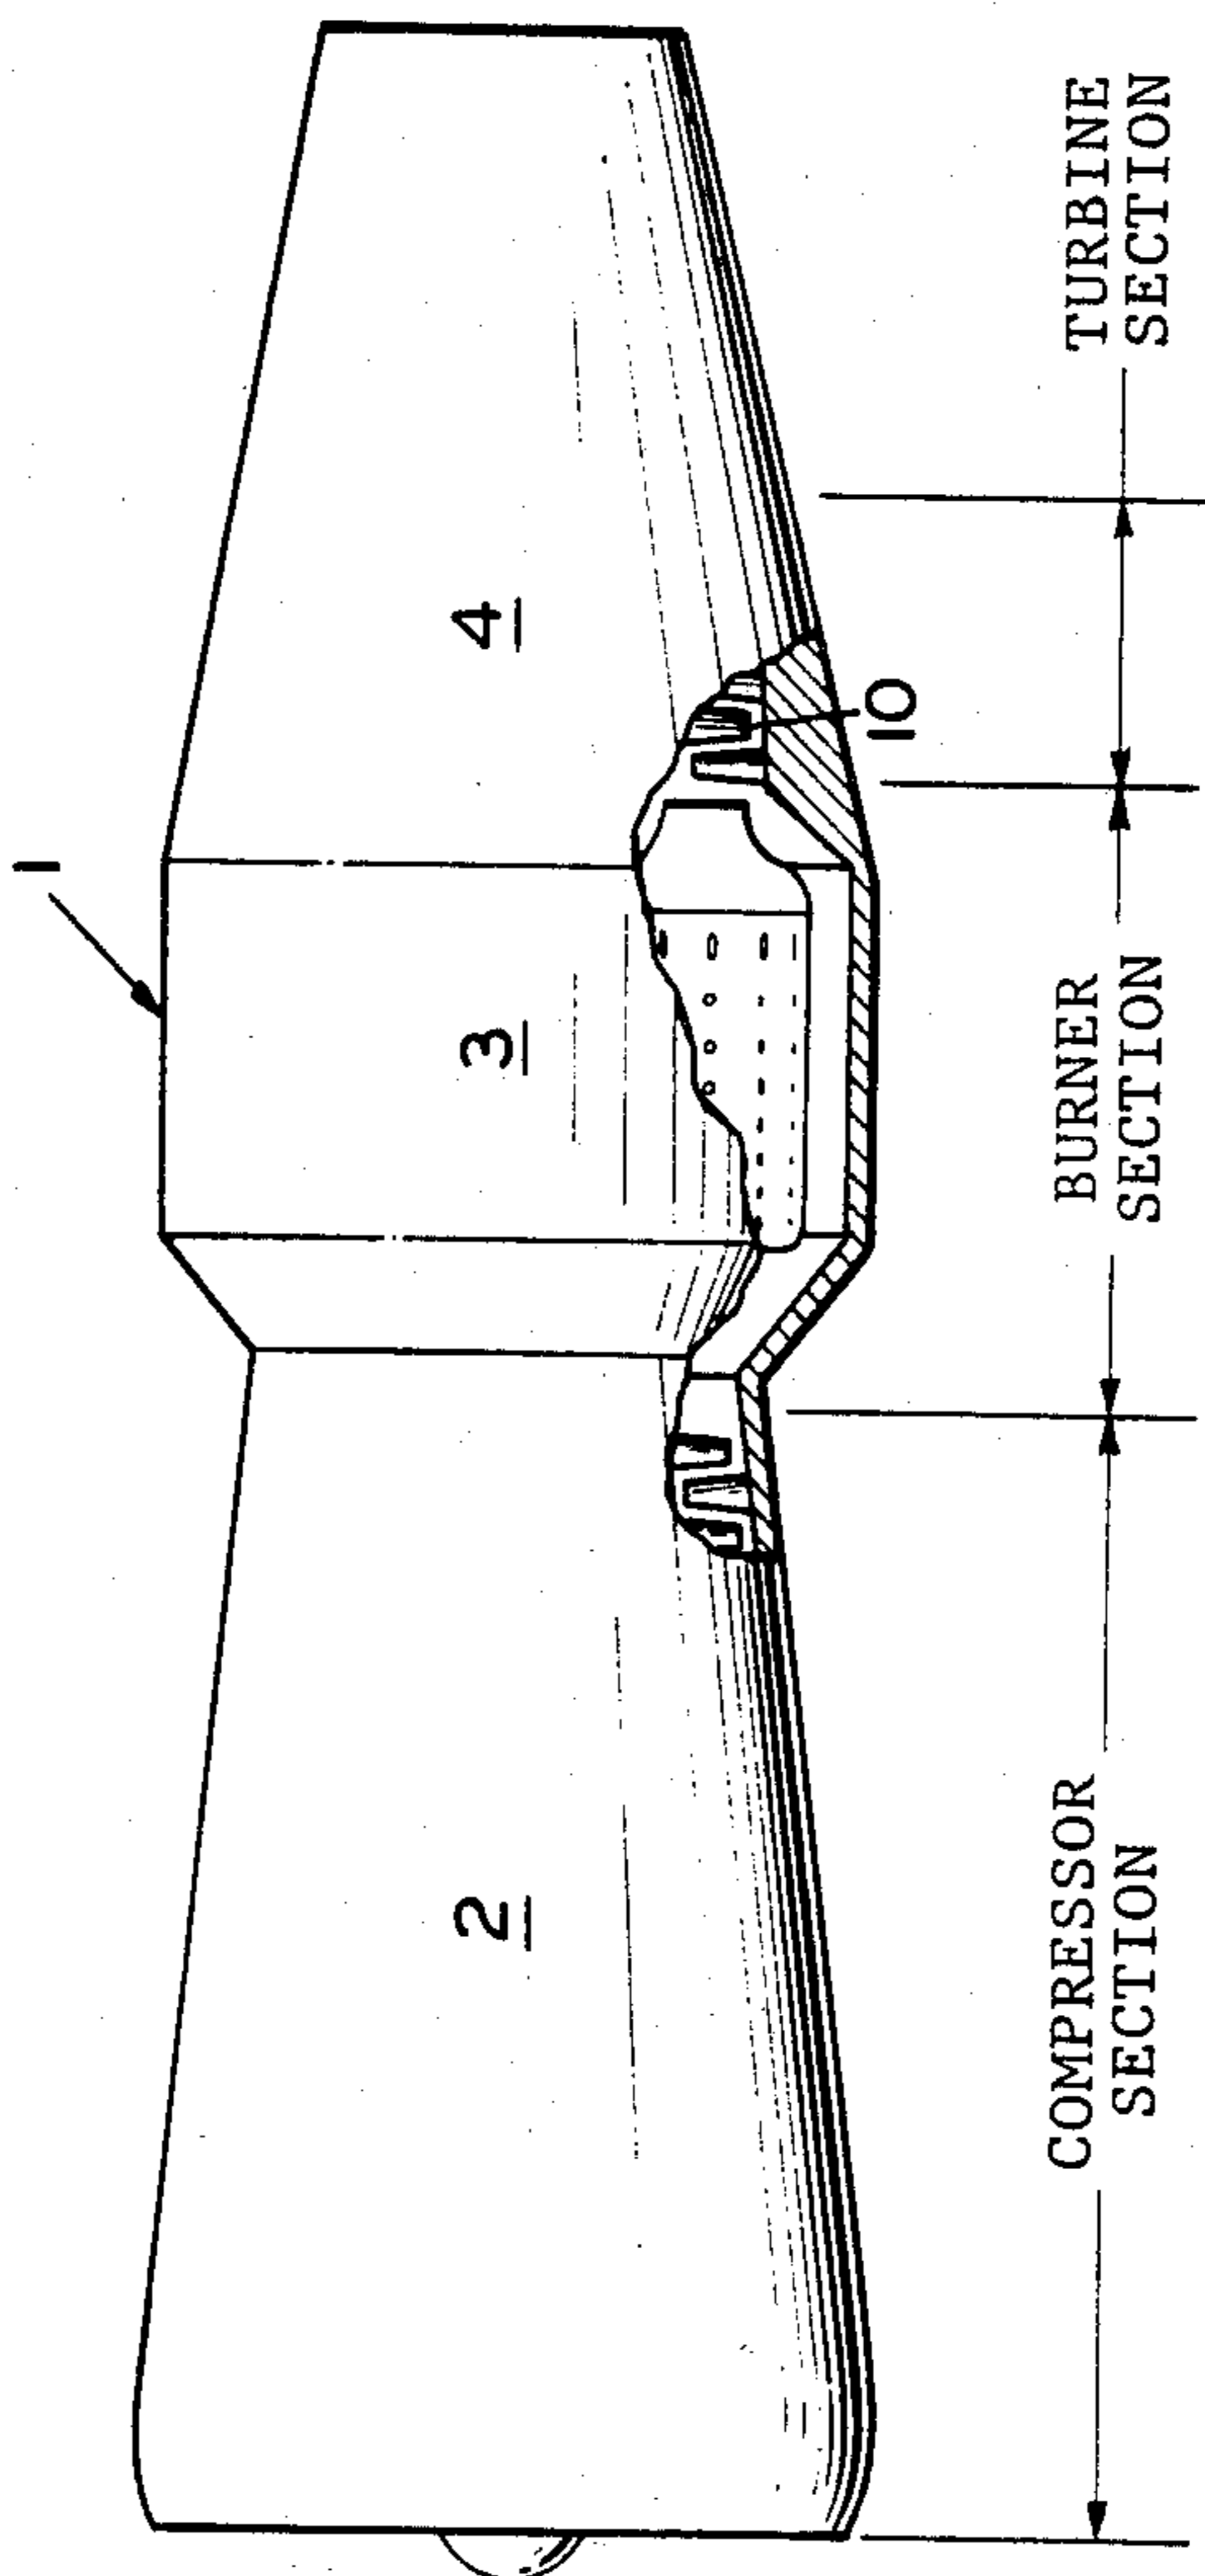 1
2
3
4
10
COMPRESSOR
SECTION
BURNER
SECTION
TURBINE
SECTION